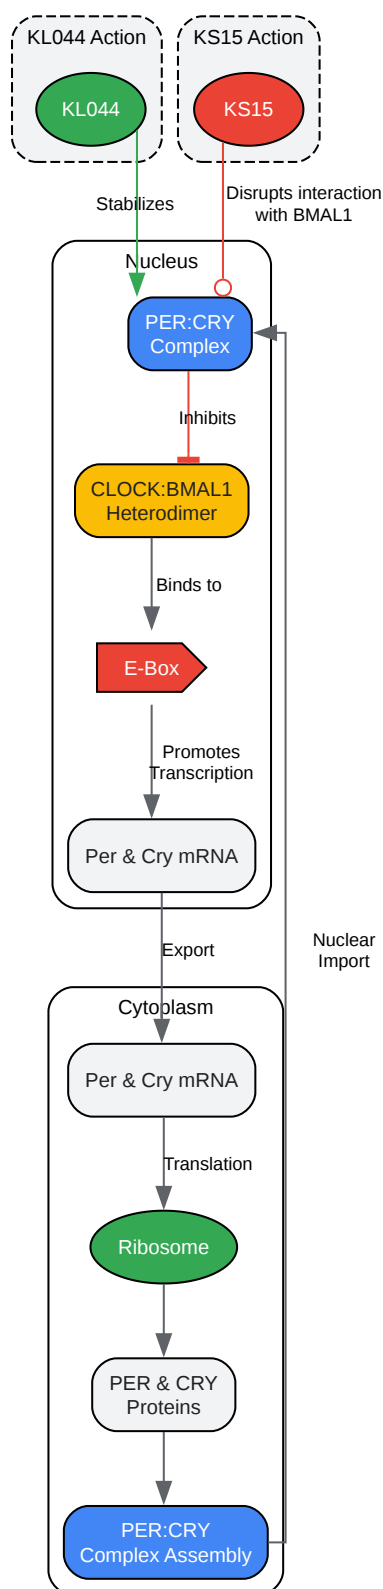 KL044 Action
KS15 Action
KL044
KS15
Stabilizes
Disrupts interaction
with BMAL1
Nucleus
PER:CRY
Complex
Inhibits
CLOCK:BMAL1
Heterodimer
Binds to
E-Box
Promotes
Transcription
Per & Cry mRNA
Export
Nuclear
Import
Cytoplasm
Per & Cry mRNA
Translation
Ribosome
PER & CRY
Proteins
PER:CRY
Complex Assembly